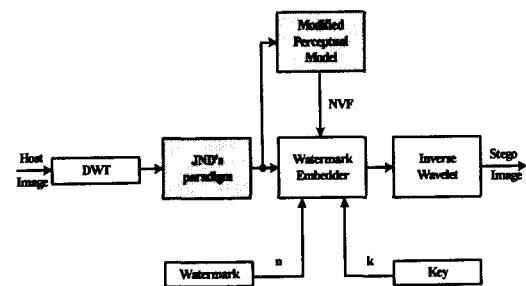 Modified
Perceptual
Model
NVF
Host
Image
DWT
JND's
paradigm
Watermark
Embedder
Inverse
Wavelet
Stego
Image
n
k
Watermark
Key